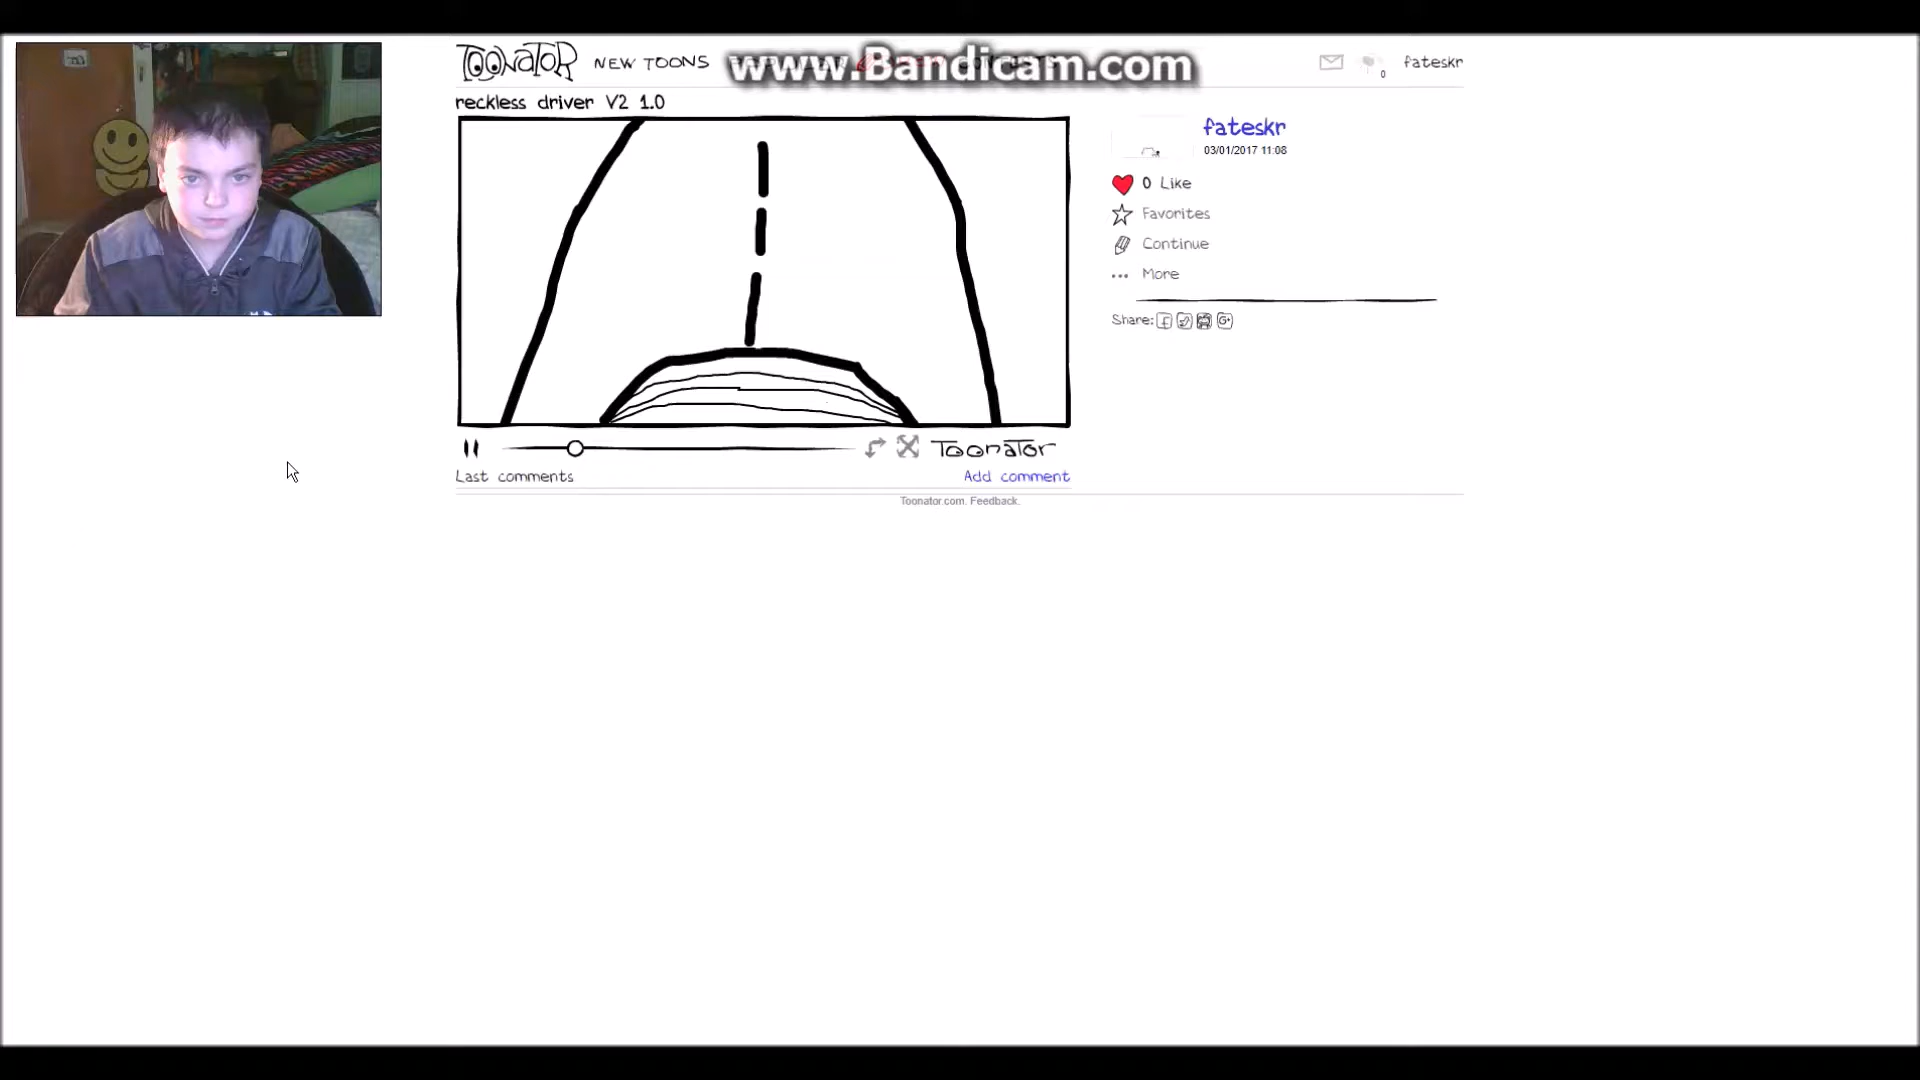 TOONATOR NEW TOONS www.Bandicam.com 0 fateskr
reckless driver V2 1.0
fateskr
03/01/2017 11:08
0 Like
Favorites
Continue
... More
Share:
Toonator
Last comments Add comment
Toonator.com. Feedback.